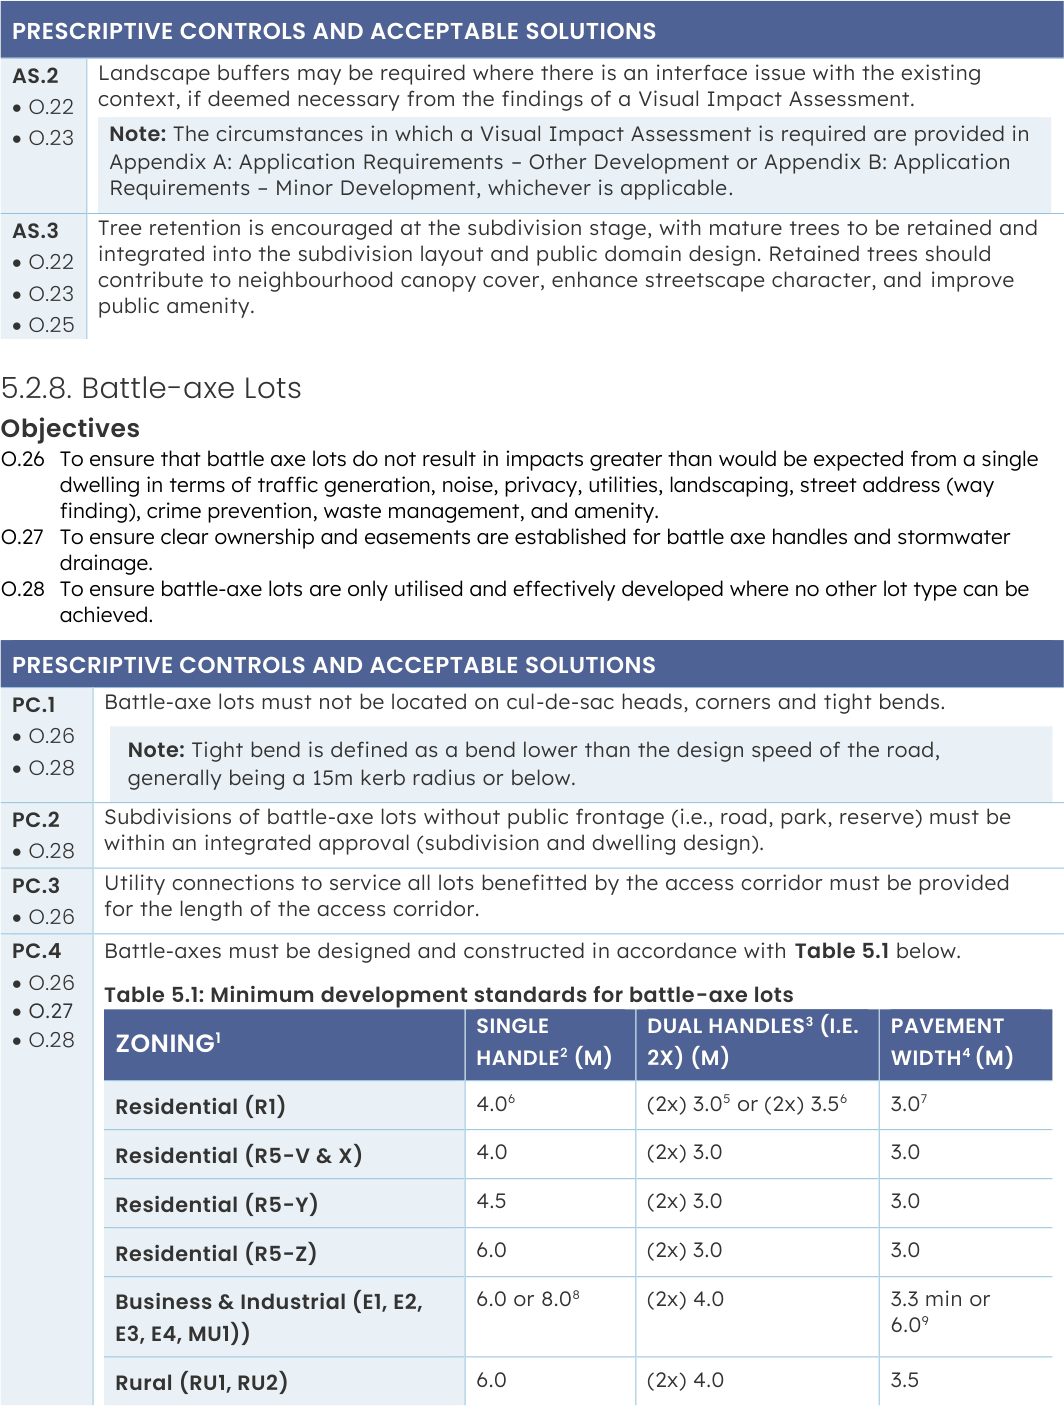 PRESCRIPTIVE CONTROLS AND ACCEPTABLE SOLUTIONS
AS.2
• O.22
• O.23
Landscape buffers may be required where there is an interface issue with the existing
context, if deemed necessary from the findings of a Visual Impact Assessment.
Note: The circumstances in which a Visual Impact Assessment is required are provided in
Appendix A: Application Requirements – Other Development or Appendix B: Application
Requirements – Minor Development, whichever is applicable.
AS.3
• O.22
• O.23
• O.25
Tree retention is encouraged at the subdivision stage, with mature trees to be retained and
integrated into the subdivision layout and public domain design. Retained trees should
contribute to neighbourhood canopy cover, enhance streetscape character, and improve
public amenity.
5.2.8. Battle-axe Lots
Objectives
O.26 To ensure that battle axe lots do not result in impacts greater than would be expected from a single
dwelling in terms of traffic generation, noise, privacy, utilities, landscaping, street address (way
finding), crime prevention, waste management, and amenity.
O.27 To ensure clear ownership and easements are established for battle axe handles and stormwater
drainage.
O.28 To ensure battle-axe lots are only utilised and effectively developed where no other lot type can be
achieved.
PRESCRIPTIVE CONTROLS AND ACCEPTABLE SOLUTIONS
PC.1
• O.26
• O.28
Battle-axe lots must not be located on cul-de-sac heads, corners and tight bends.
Note: Tight bend is defined as a bend lower than the design speed of the road,
generally being a 15m kerb radius or below.
PC.2
• O.28
Subdivisions of battle-axe lots without public frontage (i.e., road, park, reserve) must be
within an integrated approval (subdivision and dwelling design).
PC.3
• O.26
Utility connections to service all lots benefitted by the access corridor must be provided
for the length of the access corridor.
PC.4
• O.26
• O.27
• O.28
Battle-axes must be designed and constructed in accordance with Table 5.1 below.
Table 5.1: Minimum development standards for battle-axe lots
ZONING¹
SINGLE
HANDLE² (M)
DUAL HANDLES³ (I.E.
2X) (M)
PAVEMENT
WIDTH⁴ (M)
Residential (R1) 4.0⁶ (2x) 3.0⁵ or (2x) 3.5⁶ 3.0⁷
Residential (R5-V & X) 4.0 (2x) 3.0 3.0
Residential (R5-Y) 4.5 (2x) 3.0 3.0
Residential (R5-Z) 6.0 (2x) 3.0 3.0
Business & Industrial (E1, E2,
E3, E4, MU1))
6.0 or 8.0⁸
(2x) 4.0
3.3 min or
6.0⁹
Rural (RU1, RU2) 6.0 (2x) 4.0 3.5